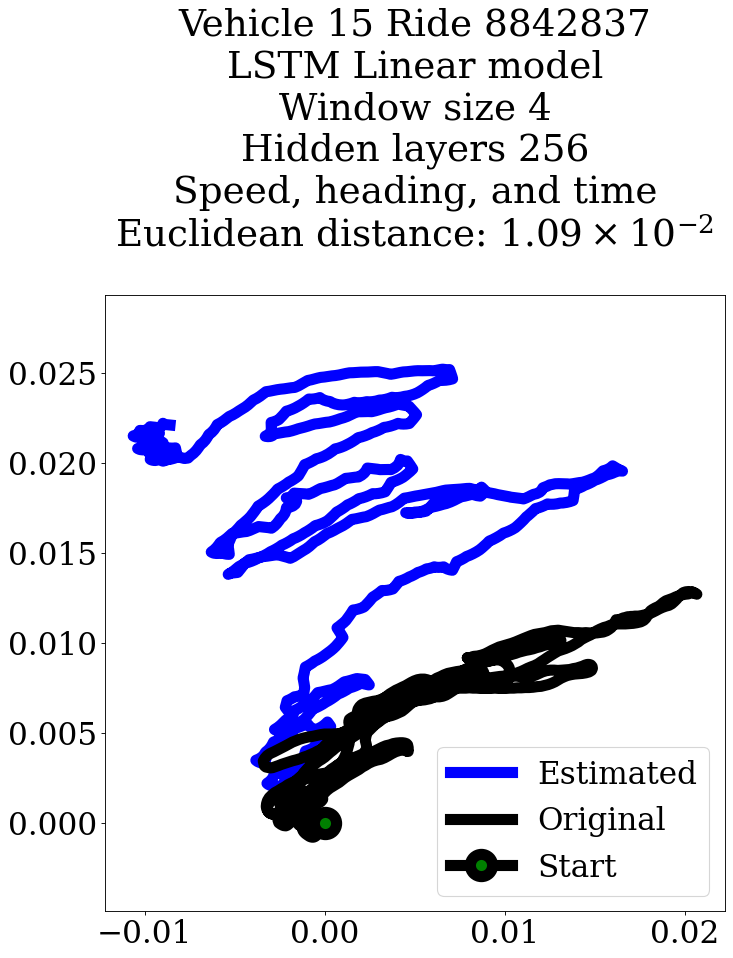 Vehicle 15 Ride 8842837
LSTM Linear model
Window size 4
Hidden layers 256
Speed, heading, and time
Euclidean distance: 1.09 × 10⁻²
0.025
0.020
0.015
0.010
0.005
0.000
Estimated
Original
Start
−0.01 0.00 0.01 0.02